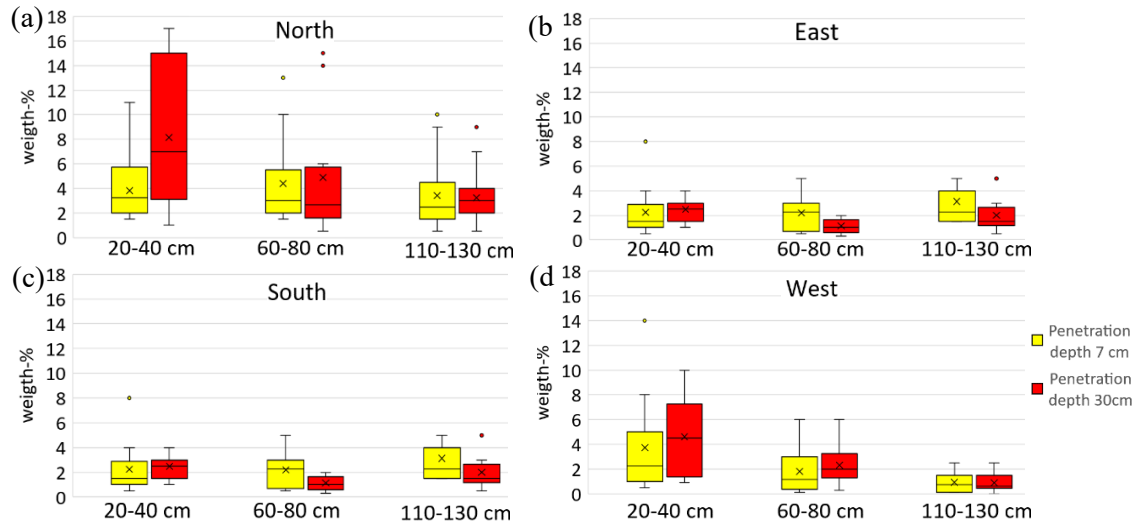 (a)
North
weigth-%
18
16
14
12
10
8
6
4
2
0
20-40 cm
60-80 cm
110-130 cm
(b)
East
weigth-%
18
16
14
12
10
8
6
4
2
0
20-40 cm
60-80 cm
110-130 cm
(c)
South
weigth-%
18
16
14
12
10
8
6
4
2
0
20-40 cm
60-80 cm
110-130 cm
(d
West
weigth-%
18
16
14
12
10
8
6
4
2
0
20-40 cm
60-80 cm
110-130 cm
Penetration
depth 7 cm
Penetration
depth 30cm